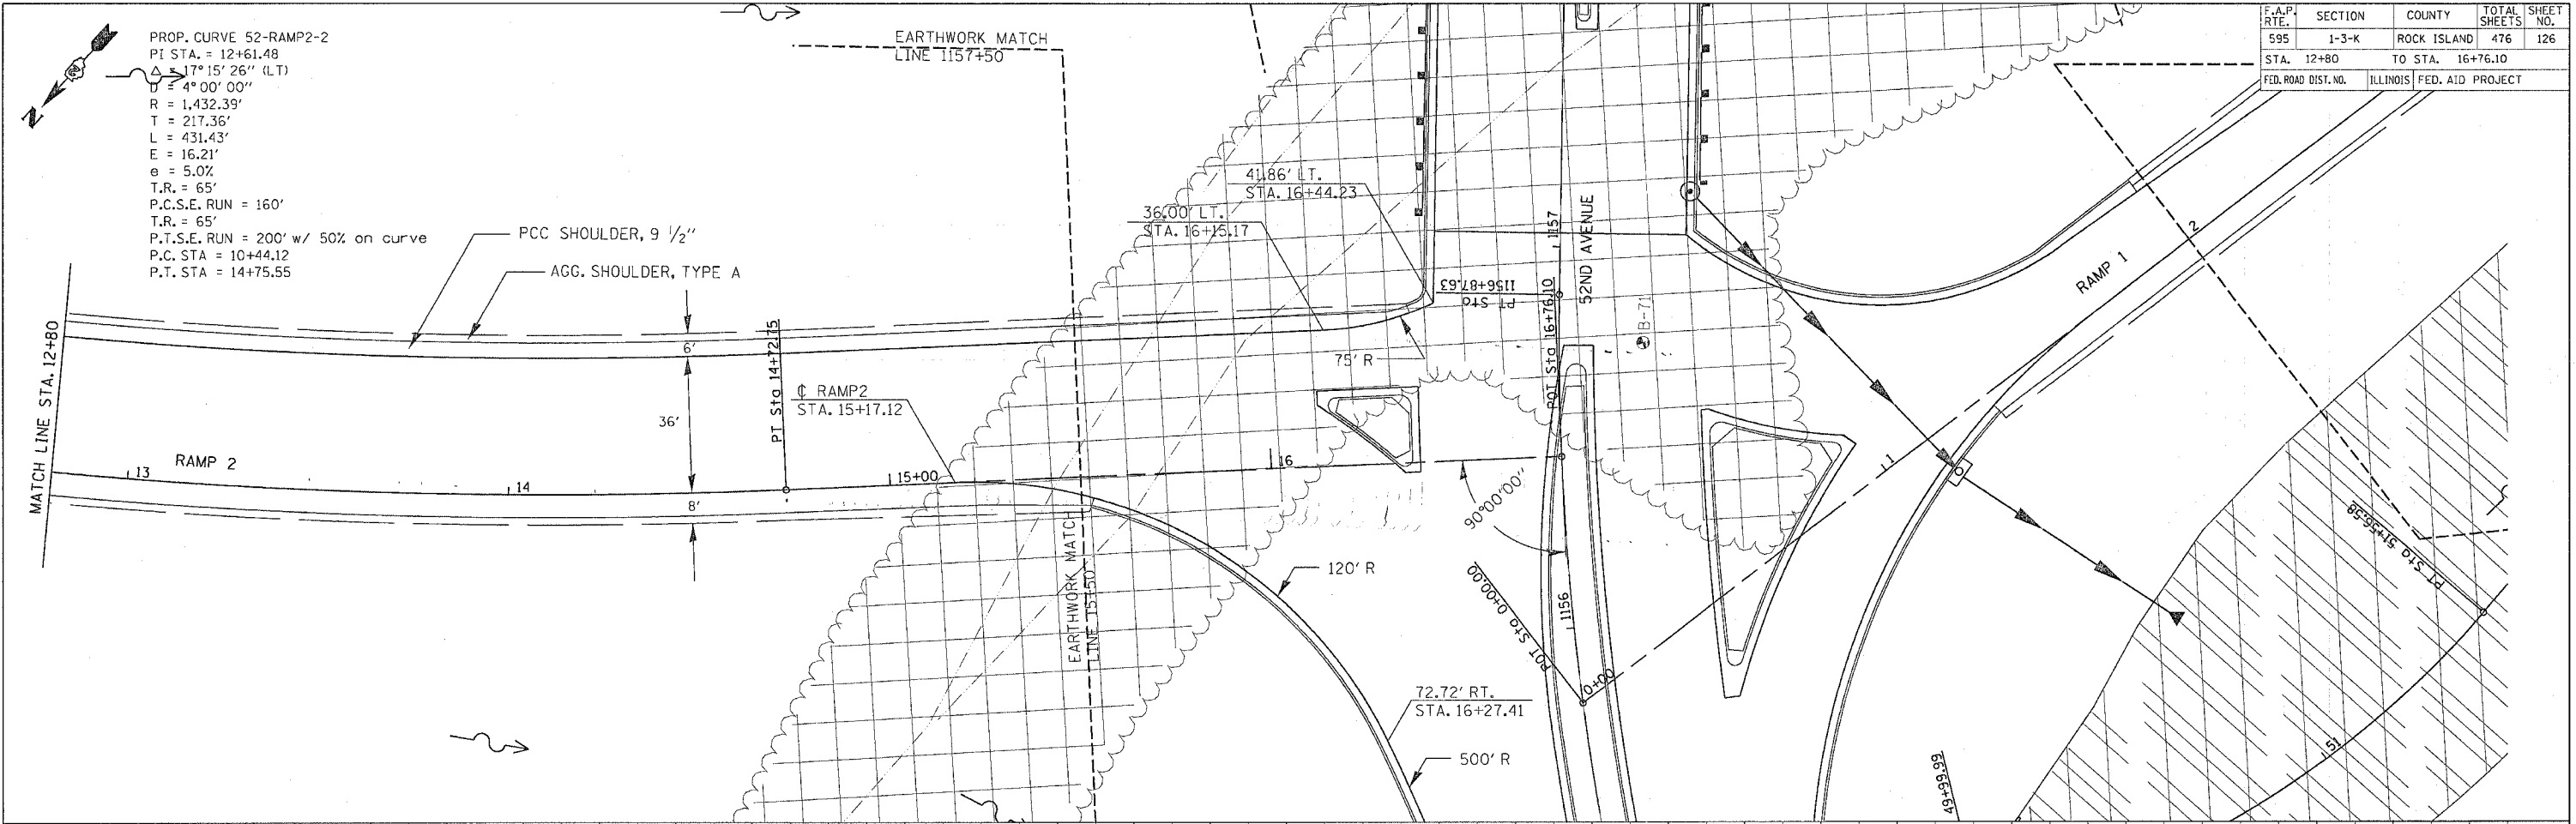 PROP. CURVE 52-RAMP2-2
PI STA. = 12+61.48
Δ = 17° 15' 26" (LT)
D = 4° 00' 00"
R = 1,432.39'
T = 217.36'
L = 431.43'
E = 16.21'
e = 5.0%
T.R. = 65'
P.C.S.E. RUN = 160'
T.R. = 65'
P.T.S.E. RUN = 200' w/ 50% on curve
P.C. STA = 10+44.12
P.T. STA = 14+75.55
N
EARTHWORK MATCH
LINE 1157+50
F.A.P. RTE. SECTION COUNTY TOTAL SHEETS SHEET NO.
595 1-3-K ROCK ISLAND 476 126
STA. 12+80 TO STA. 16+76.10
FED. ROAD DIST. NO. ILLINOIS FED. AID PROJECT
PCC SHOULDER, 9 1/2"
AGG. SHOULDER, TYPE A
41.86' LT.
STA. 16+44.23
36.00' LT.
STA. 16+15.17
1157
52ND AVENUE
PT Sta
1156+87.63
POT Sta 16+76.10
B-71
RAMP 1
2
MATCH LINE STA. 12+80
6'
36'
8'
PT Sta 14+72.75
75' R
℄ RAMP2
STA. 15+17.12
RAMP 2
13
14
15+00
16
1
90°00'00"
EARTHWORK MATCH
LINE 15+50
120' R
POT Sta 0+00.00
1156
0+00
72.72' RT.
STA. 16+27.41
500' R
PT Sta 51+56.58
51
49+99.99